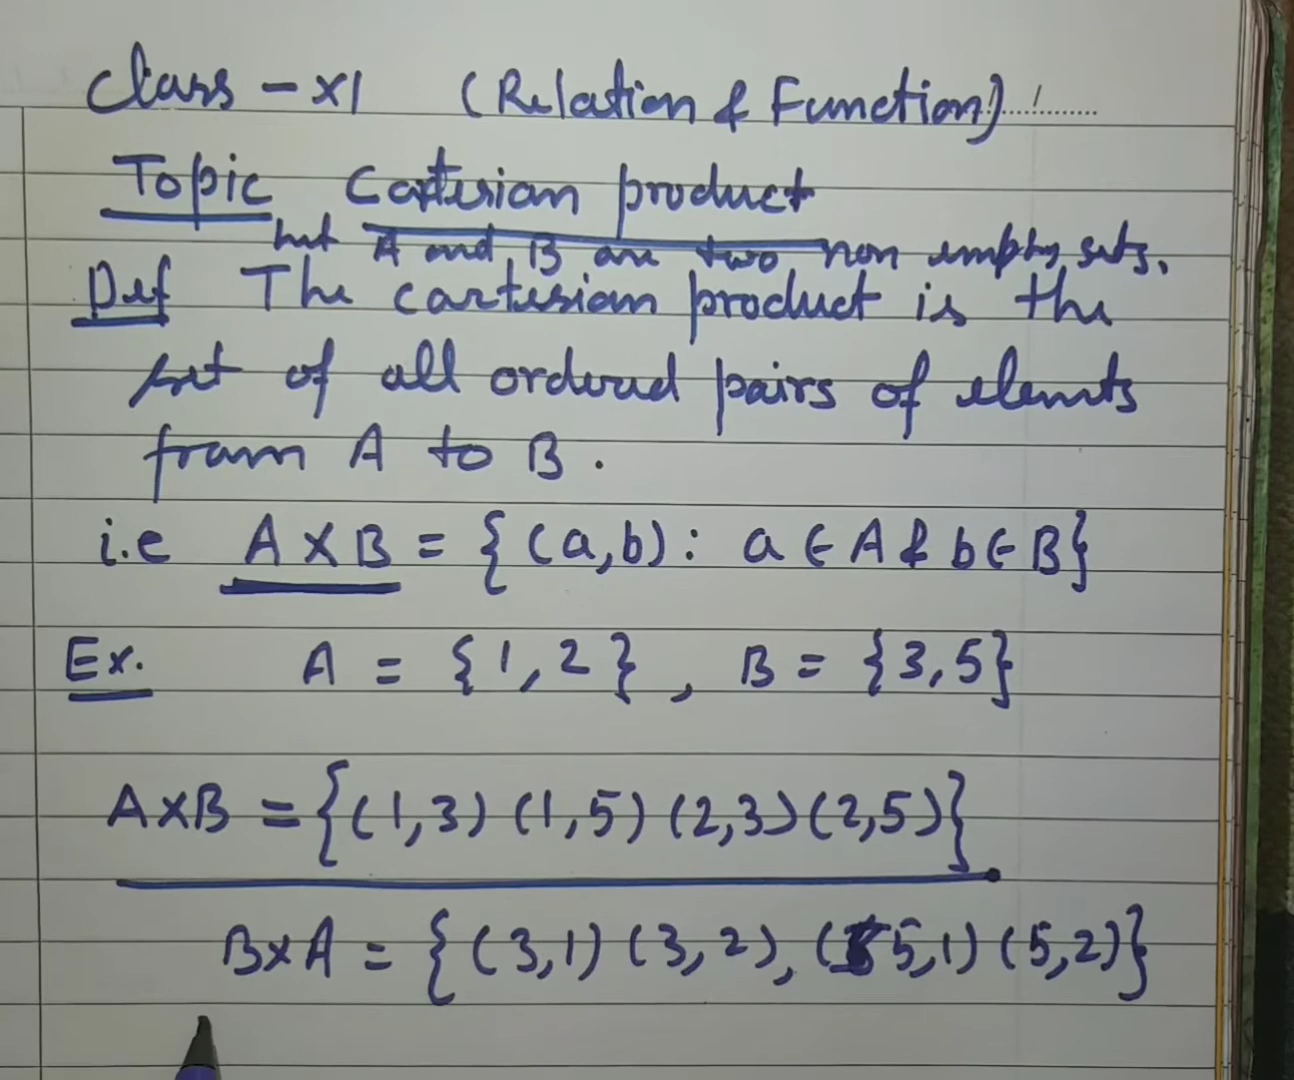 Class - XI (Relation & Function)
Topic Cartesian product
let A and B are two non empty sets.
Def The cartesian product is the
set of all ordered pairs of elements
from A to B.
i.e A × B = {(a,b): a ∈ A & b ∈ B}
Ex. A = {1,2}, B = {3,5}
A×B = {(1,3) (1,5) (2,3) (2,5)}
B×A = {(3,1) (3,2), (5,1) (5,2)}